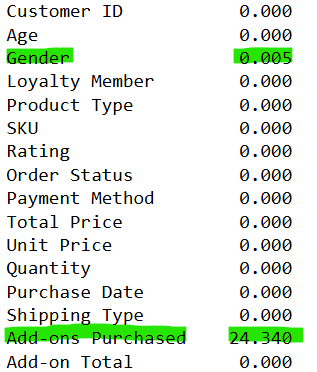 Customer ID 0.000
Age 0.000
Gender 0.005
Loyalty Member 0.000
Product Type 0.000
SKU 0.000
Rating 0.000
Order Status 0.000
Payment Method 0.000
Total Price 0.000
Unit Price 0.000
Quantity 0.000
Purchase Date 0.000
Shipping Type 0.000
Add-ons Purchased 24.340
Add-on Total 0.000